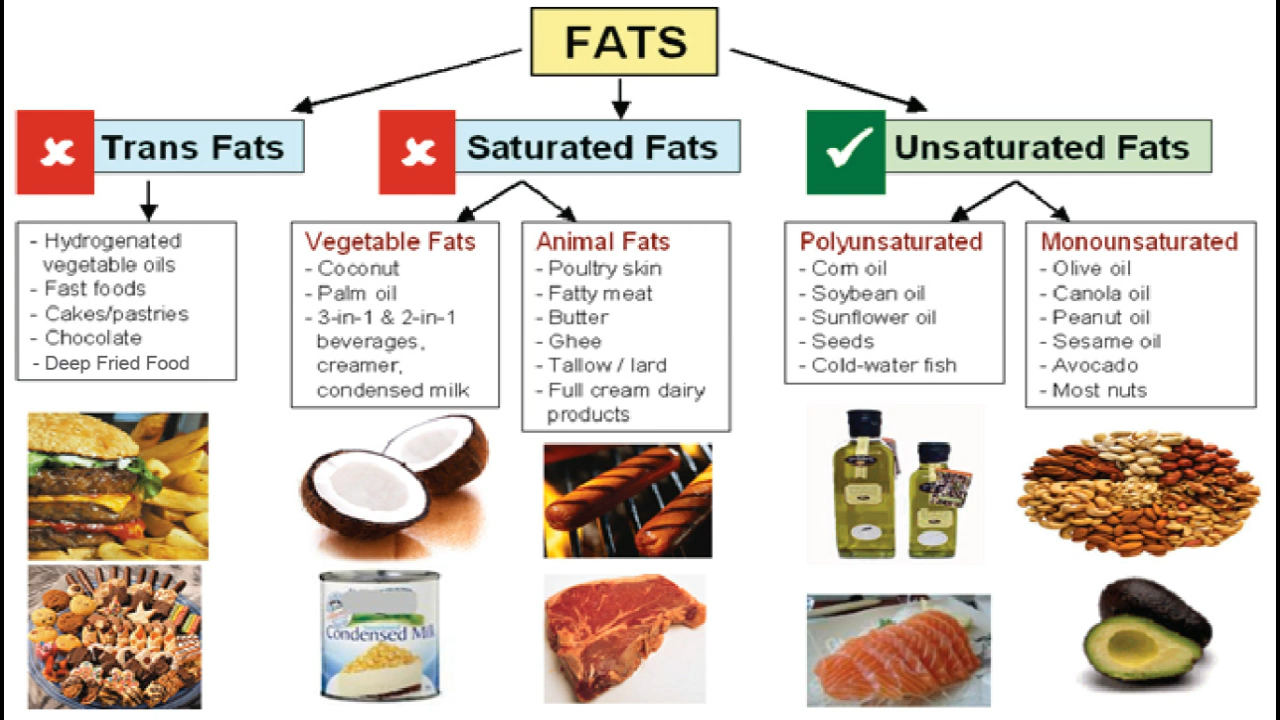 FATS
Trans Fats
Saturated Fats
Unsaturated Fats
- Hydrogenated
vegetable oils
- Fast foods
- Cakes/pastries
- Chocolate
- Deep Fried Food
Vegetable Fats
- Coconut
- Palm oil
- 3-in-1 & 2-in-1
beverages,
creamer,
condensed milk
Animal Fats
- Poultry skin
- Fatty meat
- Butter
- Ghee
- Tallow / lard
- Full cream dairy
products
Polyunsaturated
- Corn oil
- Soybean oil
- Sunflower oil
- Seeds
- Cold-water fish
Monounsaturated
- Olive oil
- Canola oil
- Peanut oil
- Sesame oil
- Avocado
- Most nuts
Condensed Milk